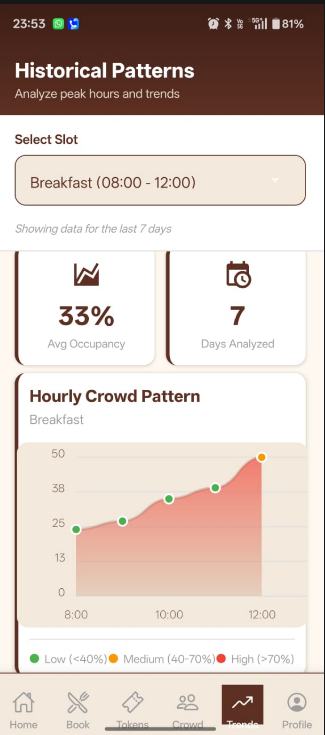 23:53 5G 81%
Historical Patterns
Analyze peak hours and trends
Select Slot
Breakfast (08:00 - 12:00)
Showing data for the last 7 days
33%
Avg Occupancy
7
Days Analyzed
Hourly Crowd Pattern
Breakfast
50
38
25
13
0
8:00 10:00 12:00
Low (<40%) Medium (40-70%) High (>70%)
Home Book Tokens Crowd Trends Profile